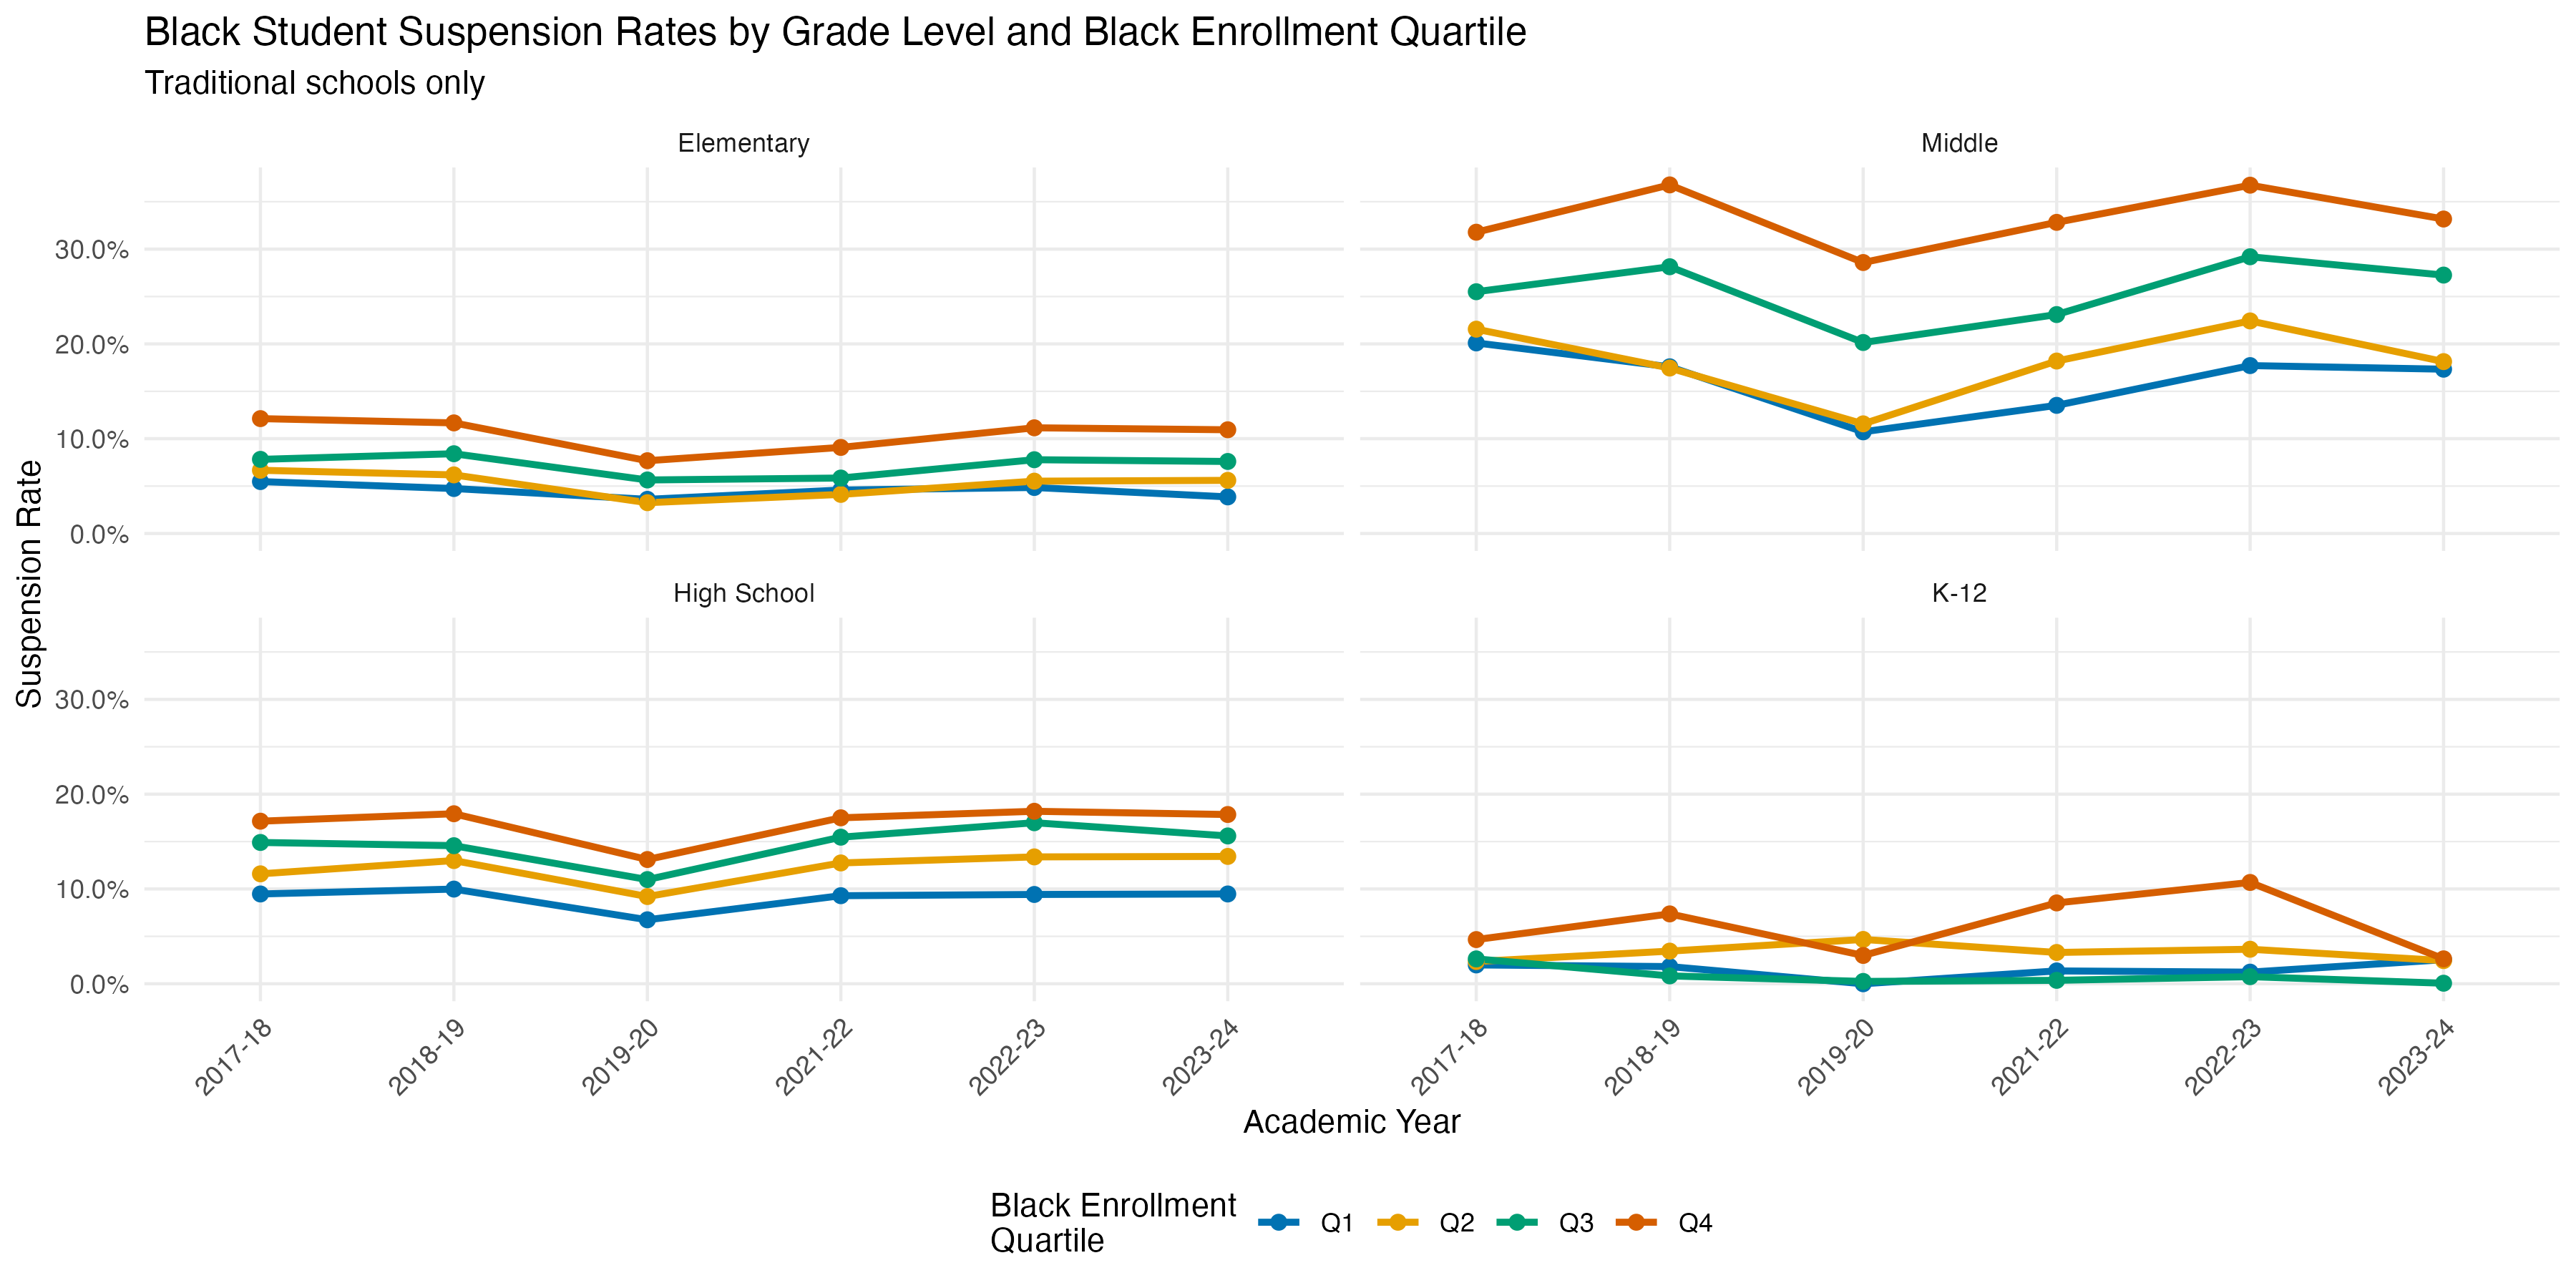 Black Student Suspension Rates by Grade Level and Black Enrollment Quartile
Traditional schools only
Elementary
Middle
30.0%
20.0%
10.0%
0.0%
High School
K-12
30.0%
20.0%
10.0%
0.0%
Suspension Rate
2017-18
2018-19
2019-20
2021-22
2022-23
2023-24
2017-18
2018-19
2019-20
2021-22
2022-23
2023-24
Academic Year
Black Enrollment
Quartile
Q1
Q2
Q3
Q4